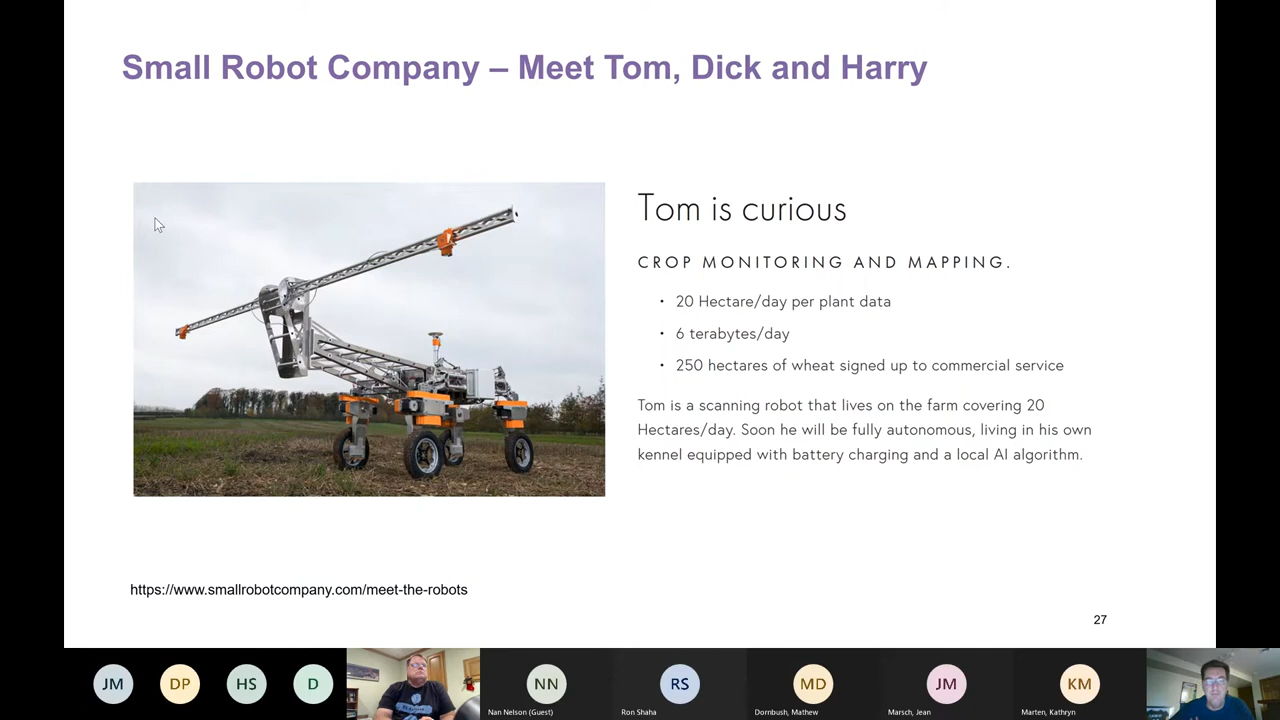 Small Robot Company – Meet Tom, Dick and Harry
Tom is curious
CROP MONITORING AND MAPPING.
• 20 Hectare/day per plant data
• 6 terabytes/day
• 250 hectares of wheat signed up to commercial service
Tom is a scanning robot that lives on the farm covering 20
Hectares/day. Soon he will be fully autonomous, living in his own
kennel equipped with battery charging and a local AI algorithm.
https://www.smallrobotcompany.com/meet-the-robots
27
JM
DP
HS
D
NN
RS
MD
JM
KM
Nan Nelson (Guest)
Ron Shaha
Dornbush, Mathew
Marsch, Jean
Marten, Kathryn